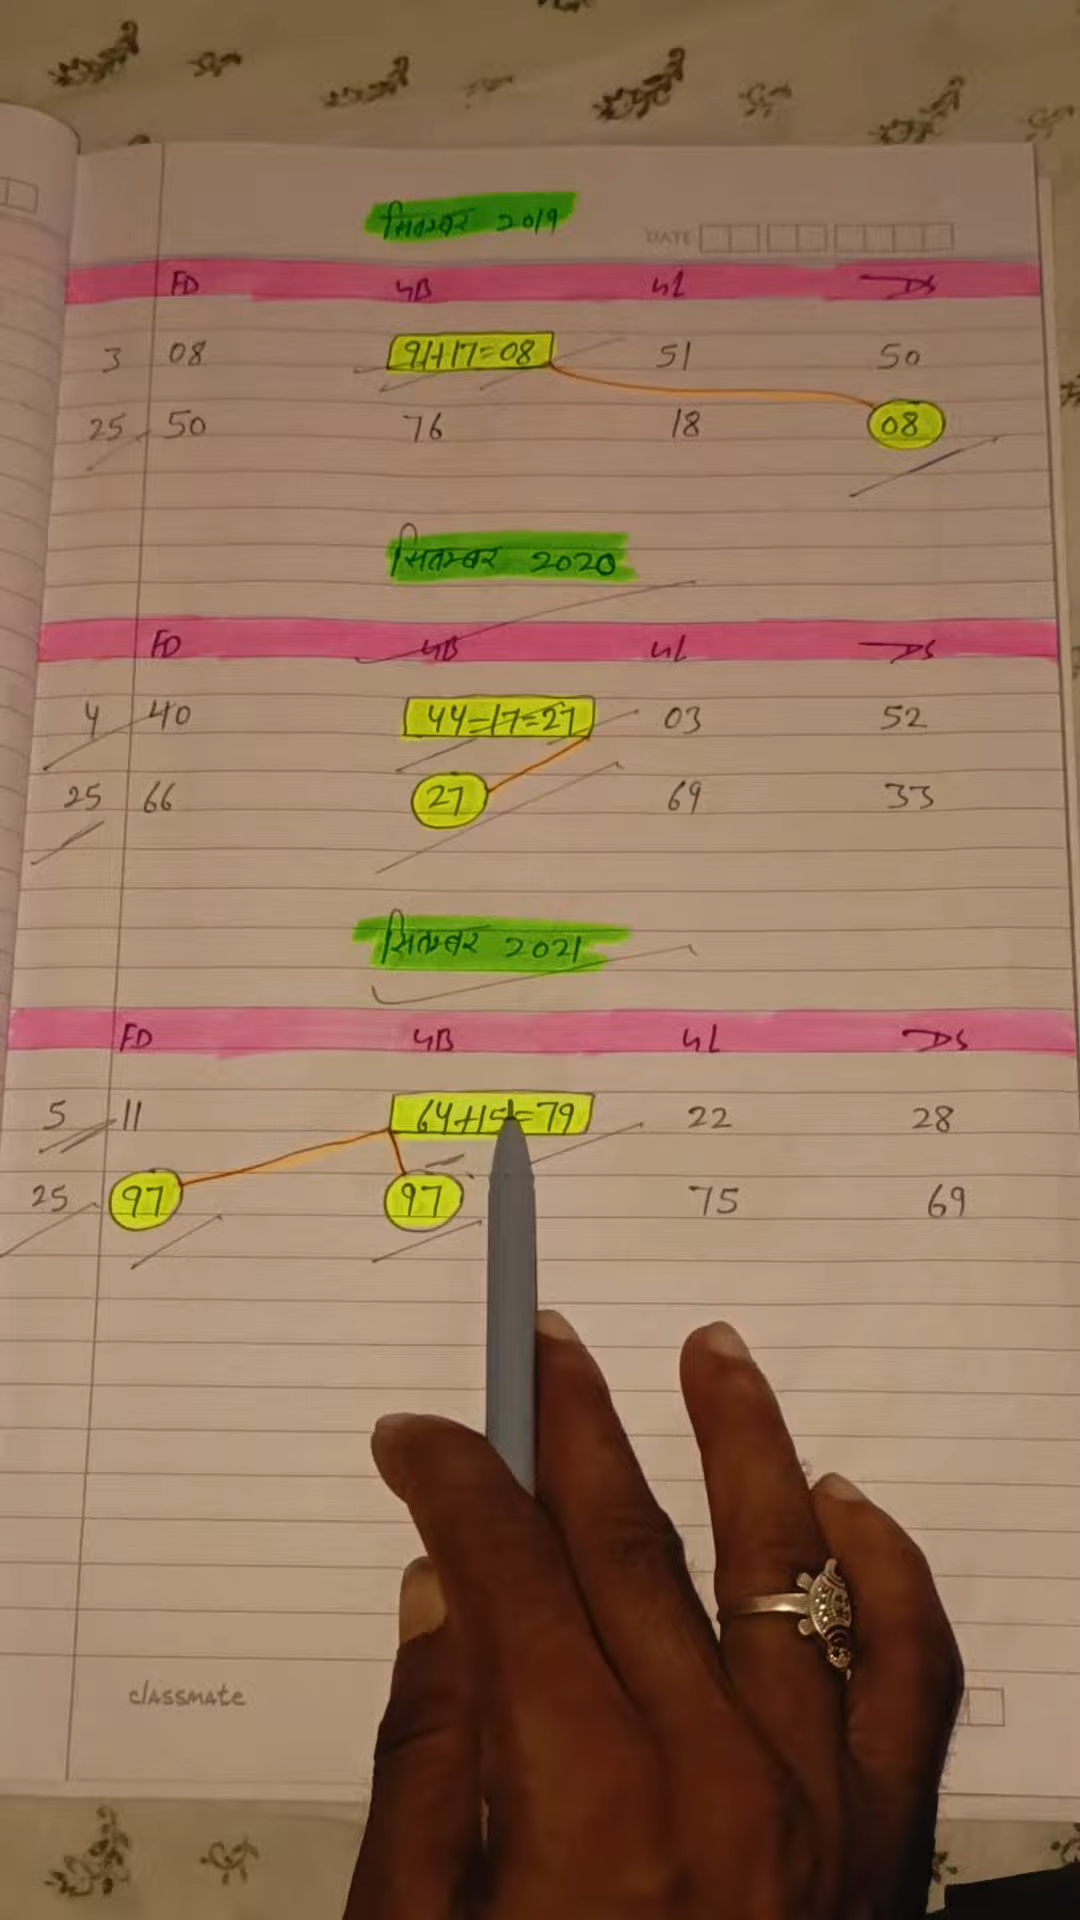 सितम्बर 2019
DATE
FD GB GL DS
3 08 91+17=08 51 50
25 50 76 18 08
सितम्बर 2020
FD GB GL DS
4 40 44-17=27 03 52
25 66 27 69 33
सितम्बर 2021
FD GB GL DS
5 11 64+15=79 22 28
25 97 97 75 69
classmate